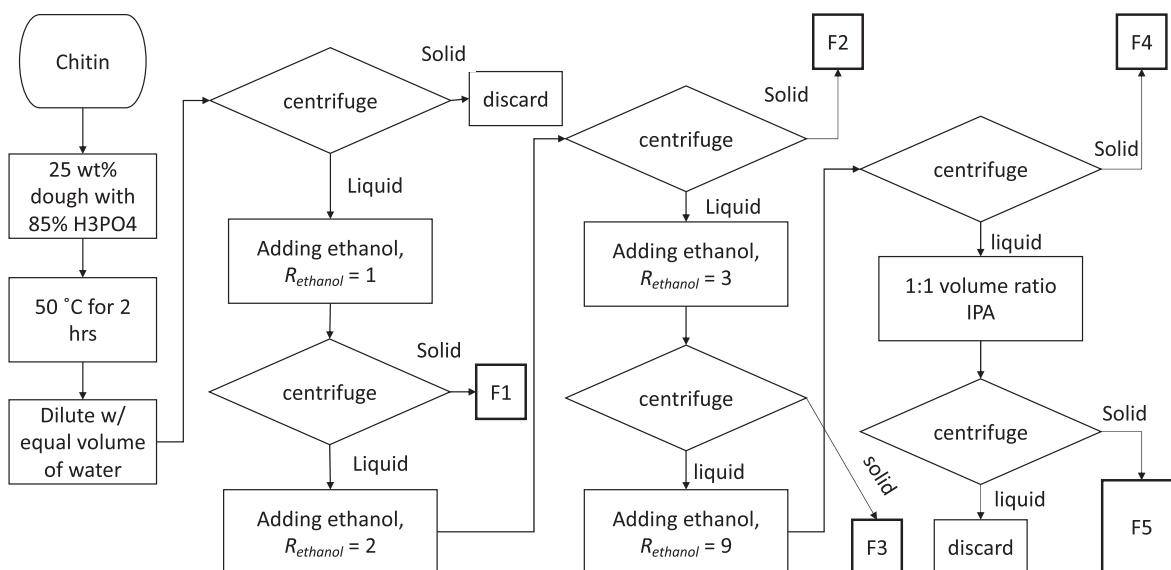 Chitin
25 wt%
dough with
85% H3PO4
50 ˚C for 2
hrs
Dilute w/
equal volume
of water
centrifuge
Solid
discard
Liquid
Adding ethanol,
Rethanol = 1
centrifuge
Solid
F1
Liquid
Adding ethanol,
Rethanol = 2
centrifuge
Solid
F2
Liquid
Adding ethanol,
Rethanol = 3
centrifuge
solid
F3
liquid
Adding ethanol,
Rethanol = 9
centrifuge
Solid
F4
liquid
1:1 volume ratio
IPA
centrifuge
Solid
F5
liquid
discard